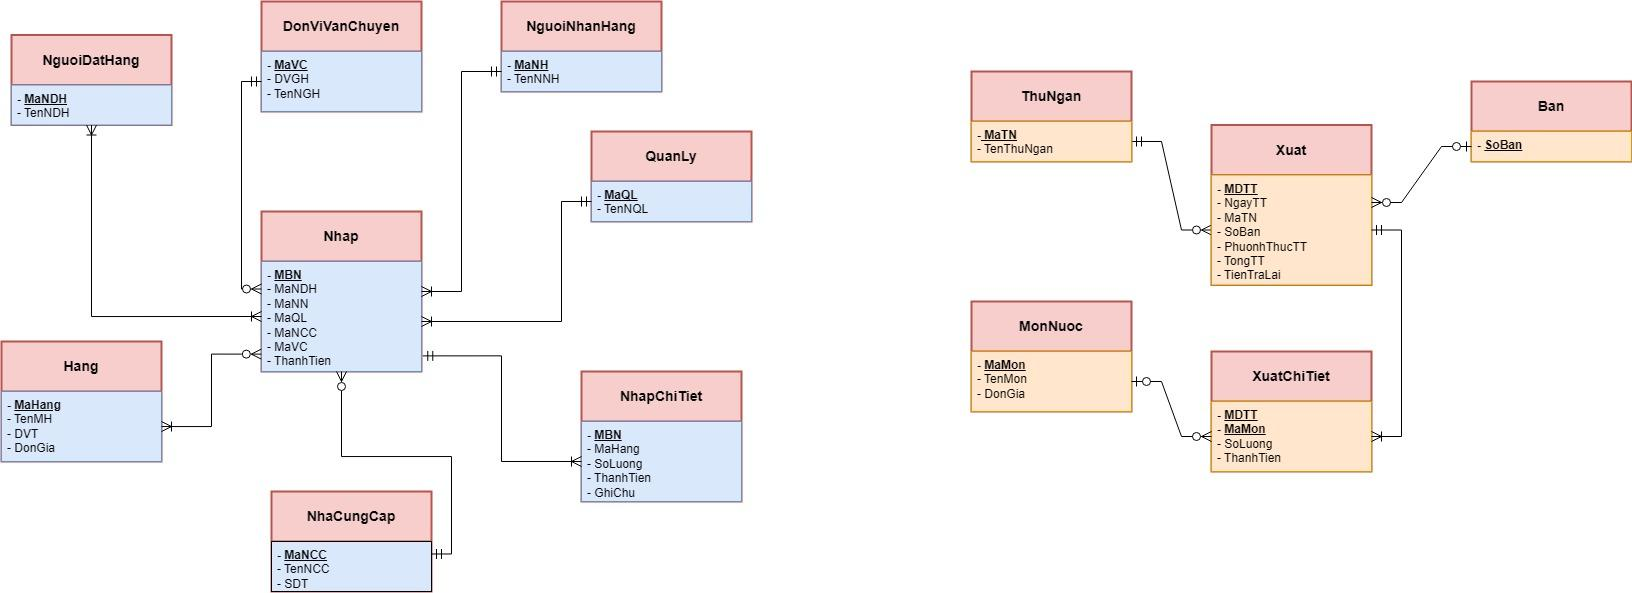 NguoiDatHang
- MaNDH
- TenNDH
DonViVanChuyen
- MaVC
- DVGH
- TenNGH
NguoiNhanHang
- MaNH
- TenNNH
QuanLy
- MaQL
- TenNQL
Nhap
- MBN
- MaNDH
- MaNN
- MaQL
- MaNCC
- MaVC
- ThanhTien
Hang
- MaHang
- TenMH
- DVT
- DonGia
NhapChiTiet
- MBN
- MaHang
- SoLuong
- ThanhTien
- GhiChu
NhaCungCap
- MaNCC
- TenNCC
- SDT
ThuNgan
- MaTN
- TenThuNgan
Xuat
- MDTT
- NgayTT
- MaTN
- SoBan
- PhuonhThucTT
- TongTT
- TienTraLai
Ban
- SoBan
MonNuoc
- MaMon
- TenMon
- DonGia
XuatChiTiet
- MDTT
- MaMon
- SoLuong
- ThanhTien